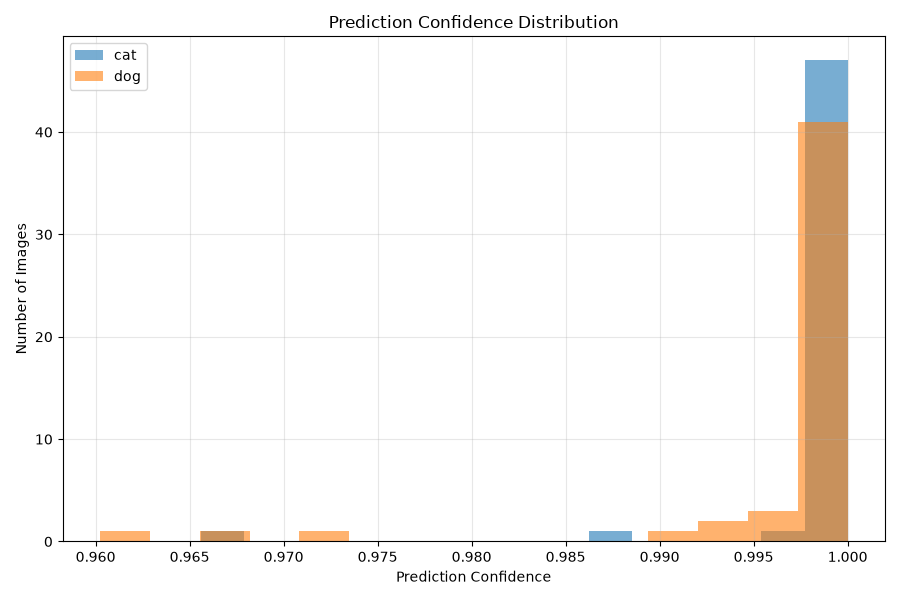 Prediction Confidence Distribution
cat
dog
40
30
20
10
0
Number of Images
0.960 0.965 0.970 0.975 0.980 0.985 0.990 0.995 1.000
Prediction Confidence